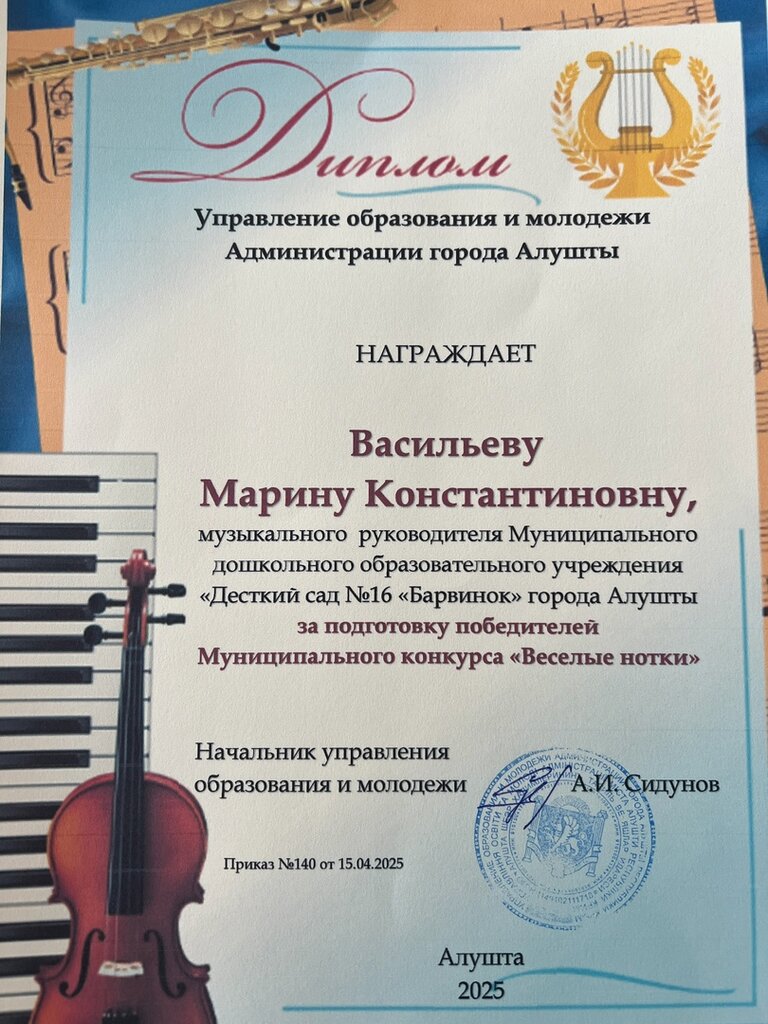 Диплом
Управление образования и молодежи
Администрации города Алушты
НАГРАЖДАЕТ
Васильеву
Марину Константиновну,
музыкального руководителя Муниципального
дошкольного образовательного учреждения
«Десткий сад №16 «Барвинок» города Алушты
за подготовку победителей
Муниципального конкурса «Веселые нотки»
Начальник управления
образования и молодежи А.И. Сидунов
Приказ №140 от 15.04.2025
Алушта
2025